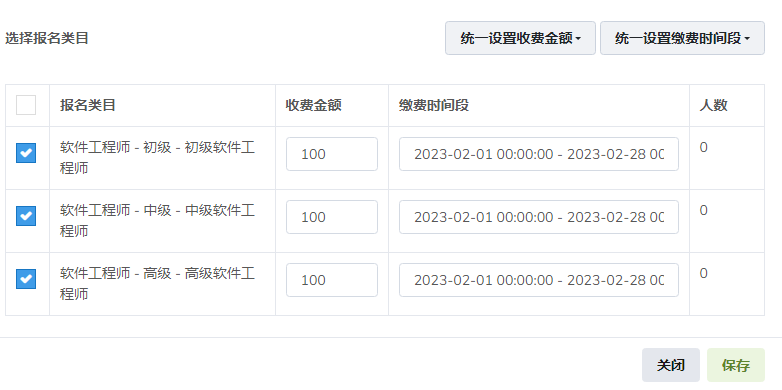 选择报名类目 统一设置收费金额 统一设置缴费时间段
报名类目 收费金额 缴费时间段 人数
软件工程师 - 初级 - 初级软件工
程师
100 2023-02-01 00:00:00 - 2023-02-28 00 0
软件工程师 - 中级 - 中级软件工
程师
100 2023-02-01 00:00:00 - 2023-02-28 00 0
软件工程师 - 高级 - 高级软件工
程师
100 2023-02-01 00:00:00 - 2023-02-28 00 0
关闭 保存